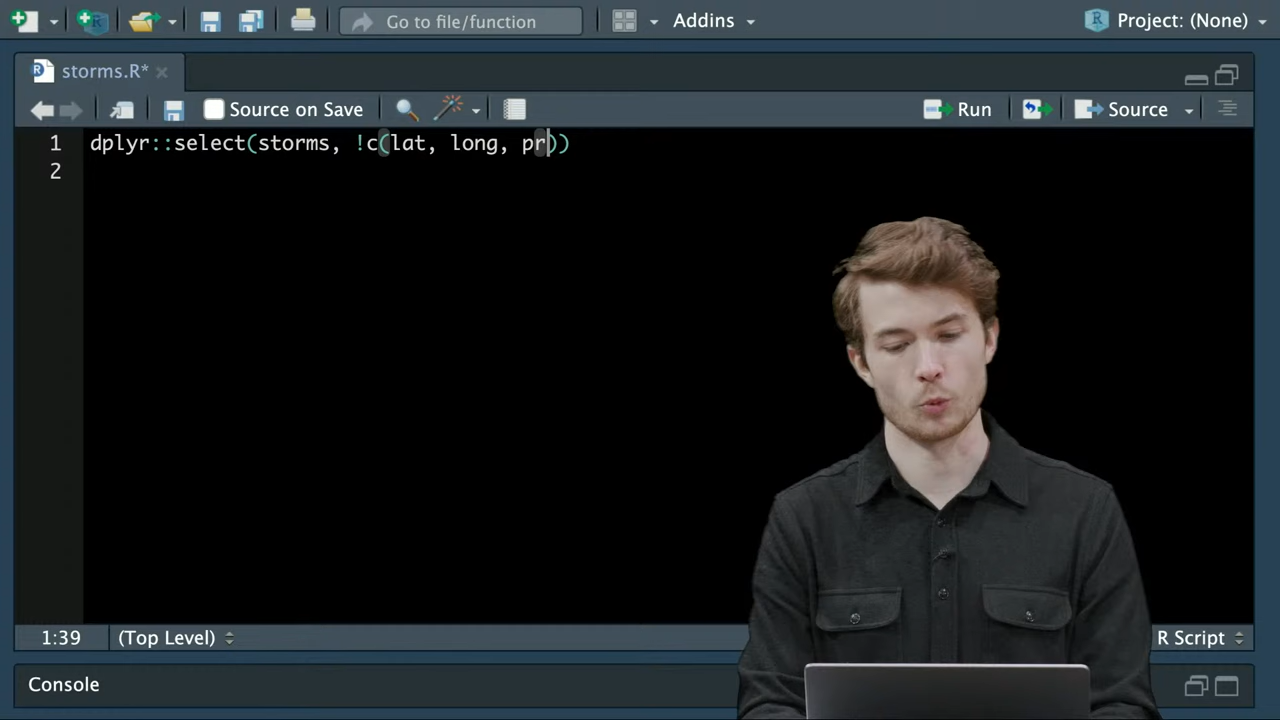 Go to file/function
Addins
Project: (None)
storms.R*
Source on Save
Run
Source
1 dplyr::select(storms, !c(lat, long, pr))
2
1:39
(Top Level)
R Script
Console